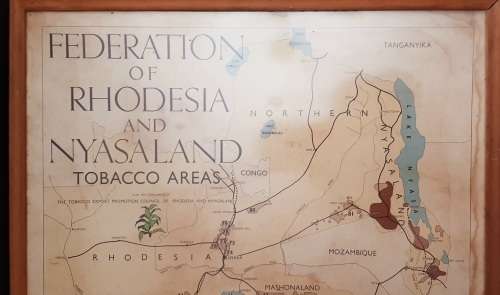 FEDERATION
OF
RHODESIA
AND
NYASALAND
TOBACCO AREAS
THE TOBACCO EXPORT PROMOTION COUNCIL OF RHODESIA AND NYASALAND
TANGANYIKA
NORTHERN
LAKE NYASA
NYASALAND
CONGO
RHODESIA
MOZAMBIQUE
MASHONALAND